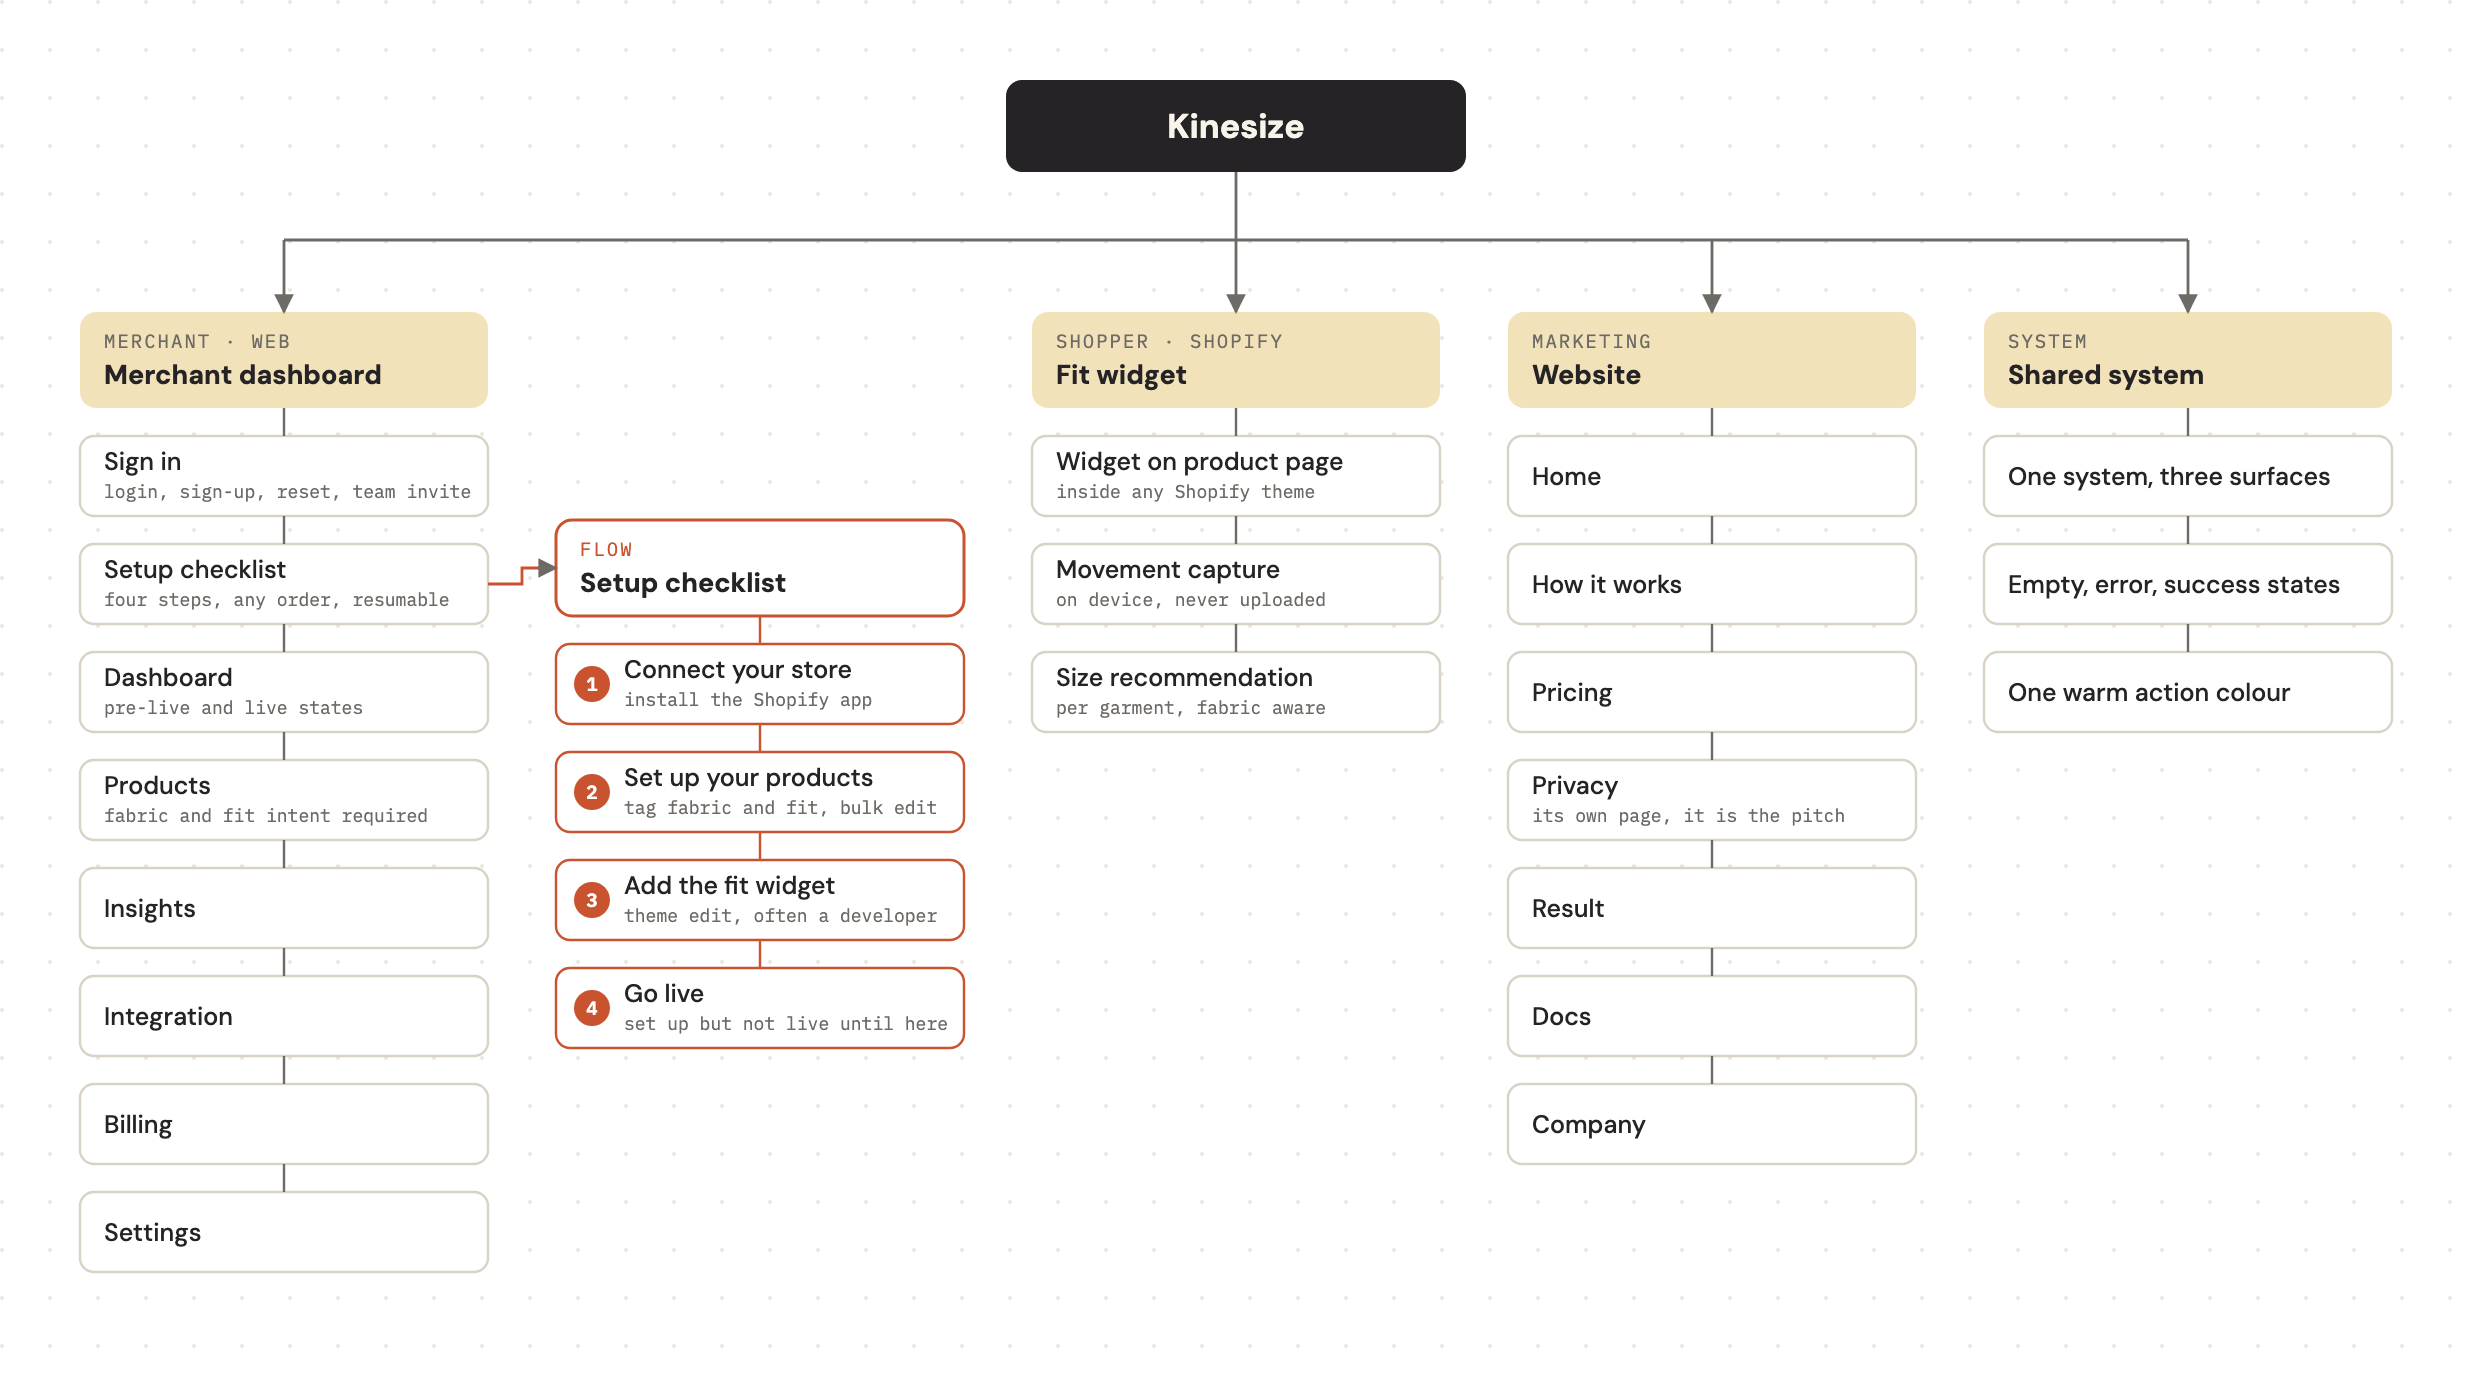 Kinesize
MERCHANT · WEB
Merchant dashboard
Sign in
login, sign-up, reset, team invite
Setup checklist
four steps, any order, resumable
Dashboard
pre-live and live states
Products
fabric and fit intent required
Insights
Integration
Billing
Settings
FLOW
Setup checklist
1 Connect your store
install the Shopify app
2 Set up your products
tag fabric and fit, bulk edit
3 Add the fit widget
theme edit, often a developer
4 Go live
set up but not live until here
SHOPPER · SHOPIFY
Fit widget
Widget on product page
inside any Shopify theme
Movement capture
on device, never uploaded
Size recommendation
per garment, fabric aware
MARKETING
Website
Home
How it works
Pricing
Privacy
its own page, it is the pitch
Result
Docs
Company
SYSTEM
Shared system
One system, three surfaces
Empty, error, success states
One warm action colour